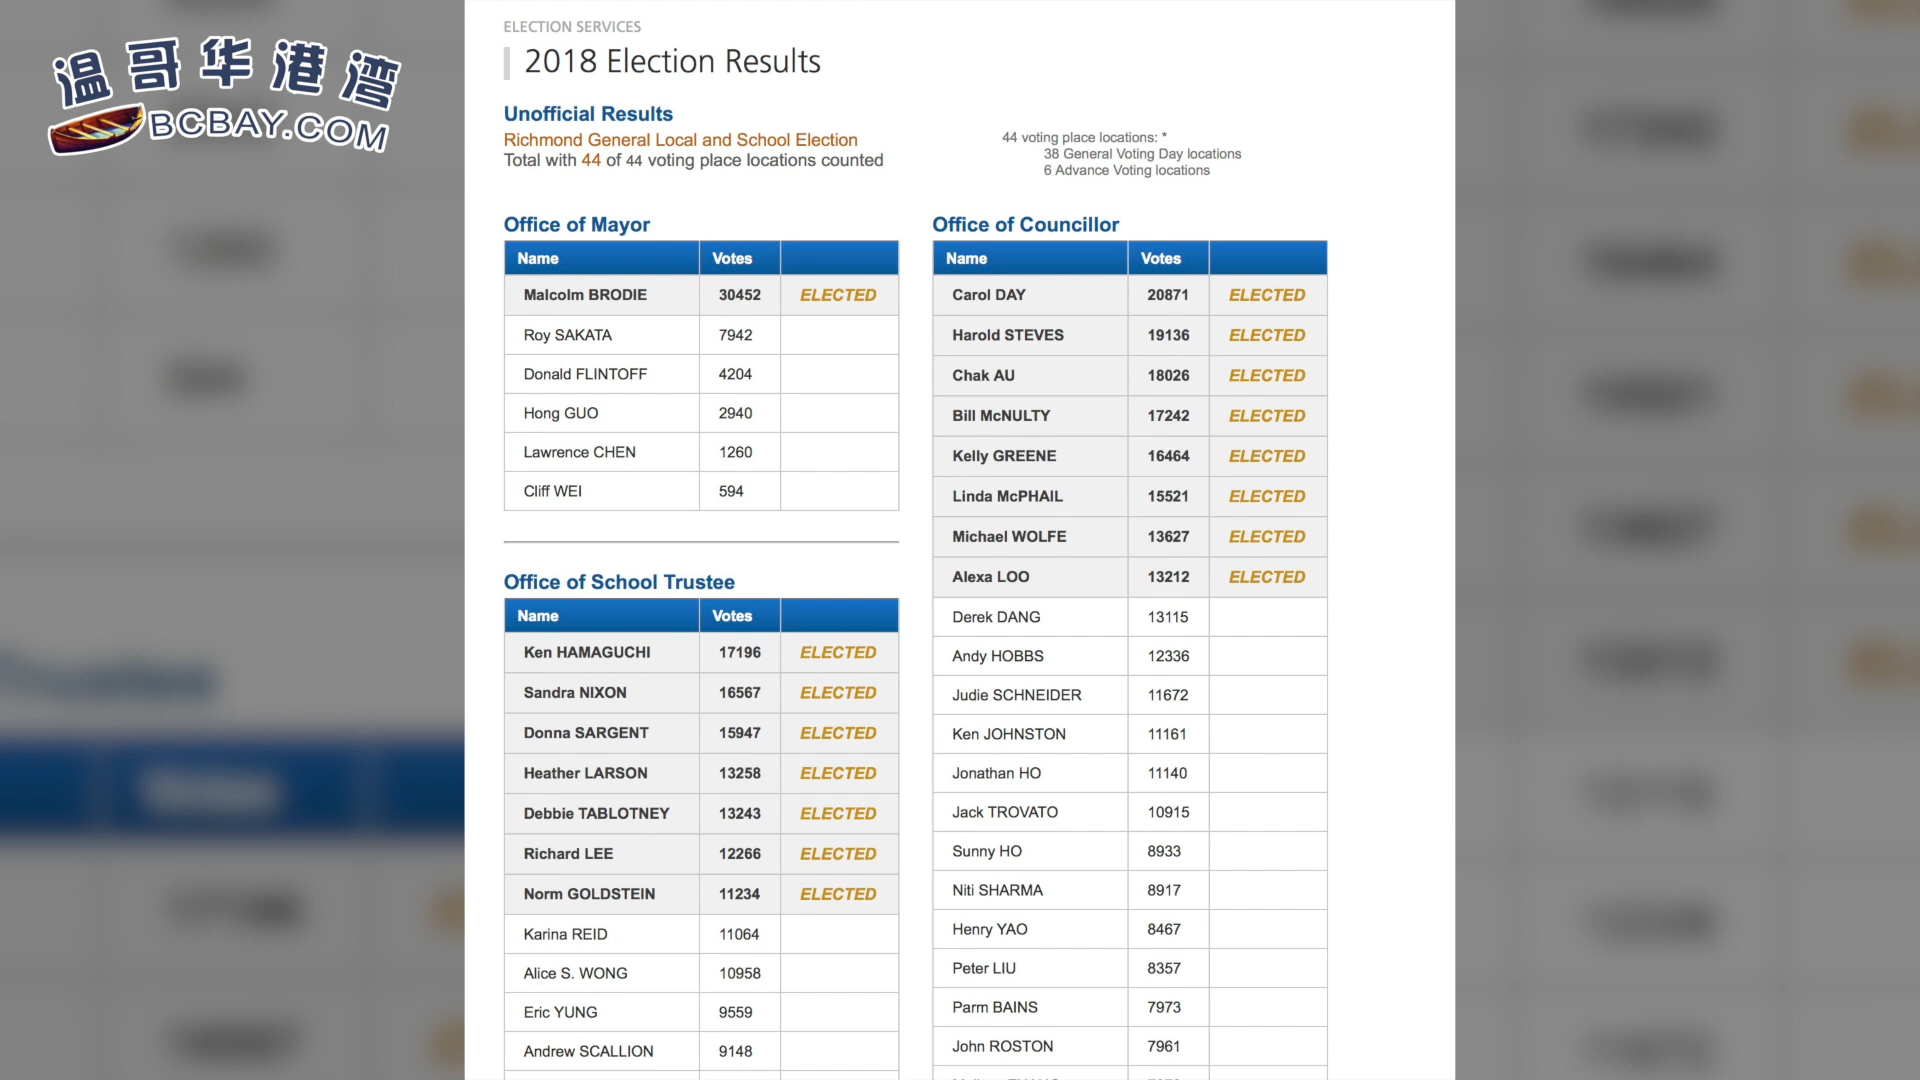 温哥华港湾
BCBAY.COM
ELECTION SERVICES
2018 Election Results
Unofficial Results
Richmond General Local and School Election
Total with 44 of 44 voting place locations counted
44 voting place locations: *
38 General Voting Day locations
6 Advance Voting locations
Office of Mayor
Name Votes
Malcolm BRODIE 30452 ELECTED
Roy SAKATA 7942
Donald FLINTOFF 4204
Hong GUO 2940
Lawrence CHEN 1260
Cliff WEI 594
Office of School Trustee
Name Votes
Ken HAMAGUCHI 17196 ELECTED
Sandra NIXON 16567 ELECTED
Donna SARGENT 15947 ELECTED
Heather LARSON 13258 ELECTED
Debbie TABLOTNEY 13243 ELECTED
Richard LEE 12266 ELECTED
Norm GOLDSTEIN 11234 ELECTED
Karina REID 11064
Alice S. WONG 10958
Eric YUNG 9559
Andrew SCALLION 9148
Office of Councillor
Name Votes
Carol DAY 20871 ELECTED
Harold STEVES 19136 ELECTED
Chak AU 18026 ELECTED
Bill McNULTY 17242 ELECTED
Kelly GREENE 16464 ELECTED
Linda McPHAIL 15521 ELECTED
Michael WOLFE 13627 ELECTED
Alexa LOO 13212 ELECTED
Derek DANG 13115
Andy HOBBS 12336
Judie SCHNEIDER 11672
Ken JOHNSTON 11161
Jonathan HO 11140
Jack TROVATO 10915
Sunny HO 8933
Niti SHARMA 8917
Henry YAO 8467
Peter LIU 8357
Parm BAINS 7973
John ROSTON 7961